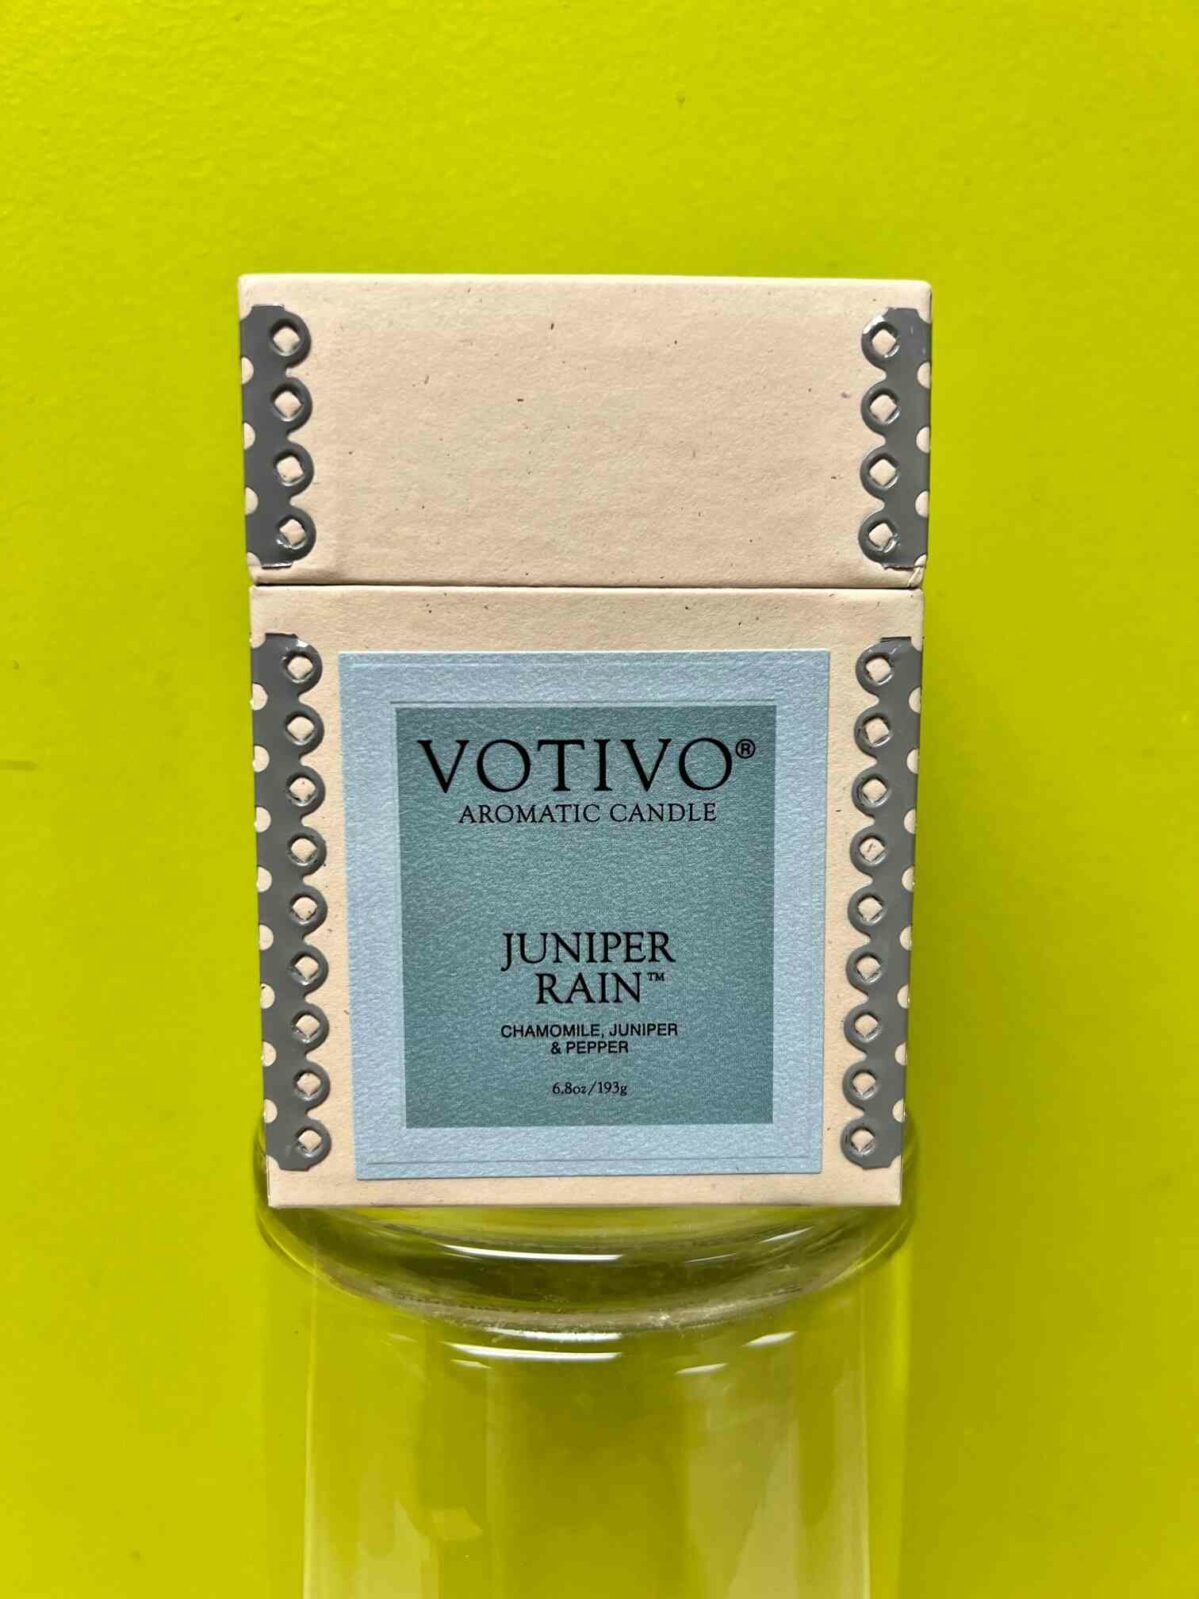 VOTIVO®
AROMATIC CANDLE
JUNIPER
RAIN™
CHAMOMILE, JUNIPER
& PEPPER
6.8oz/193g